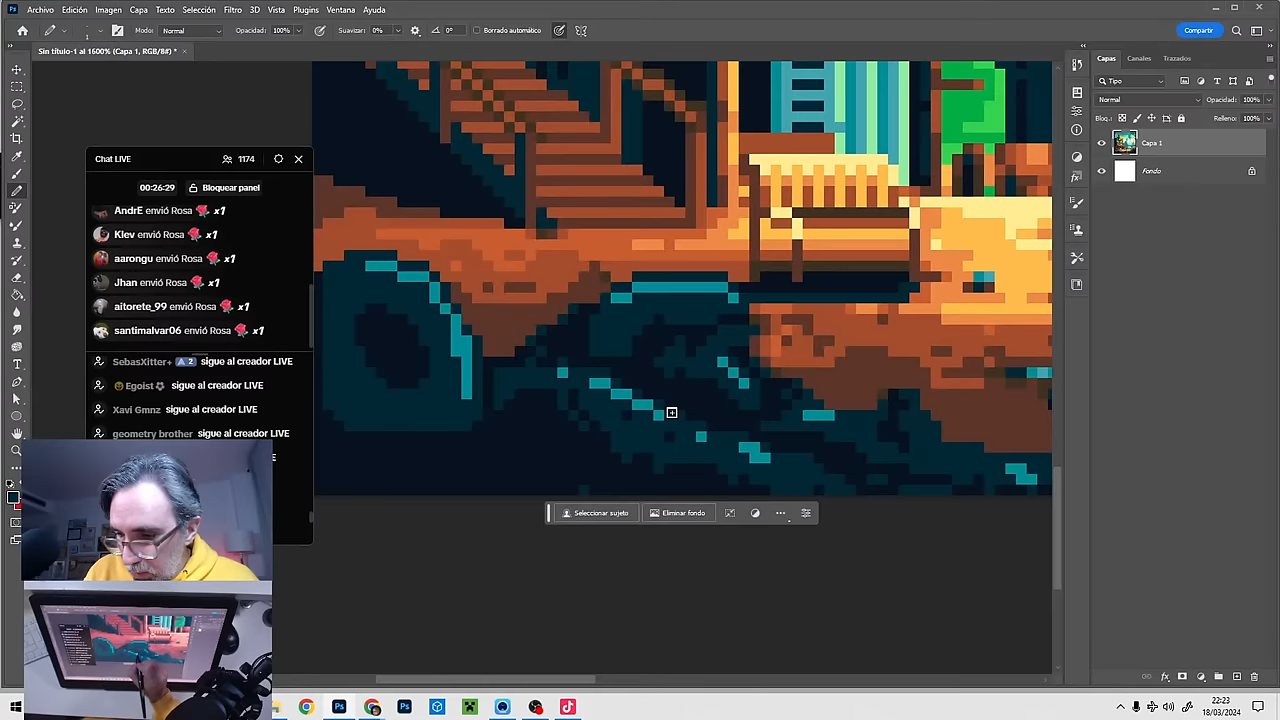 Archivo Edición Imagen Capa Texto Selección Filtro 3D Vista Plugins Ventana Ayuda
Modo: Normal Opacidad: 100% Suavizar: 0% 0° Borrado automático Compartir
Sin título-1 al 1600% (Capa 1, RGB/8#) * ×
Capas Canales Trazados
Tipo
Normal Opacidad: 100%
Bloq.: Relleno: 100%
Capa 1
Fondo
Chat LIVE 1174
00:26:29 Bloquear panel
AndrE envió Rosa x1
Klev envió Rosa x1
aarongu envió Rosa x1
Jhan envió Rosa x1
aitorete_99 envió Rosa x1
santimalvar06 envió Rosa x1
SebasXitter+ A 2 sigue al creador LIVE
Egoist sigue al creador LIVE
Xavi Gmnz sigue al creador LIVE
geometry brother sigue al creador LIVE
Seleccionar sujeto Eliminar fondo
22:23
18/03/2024